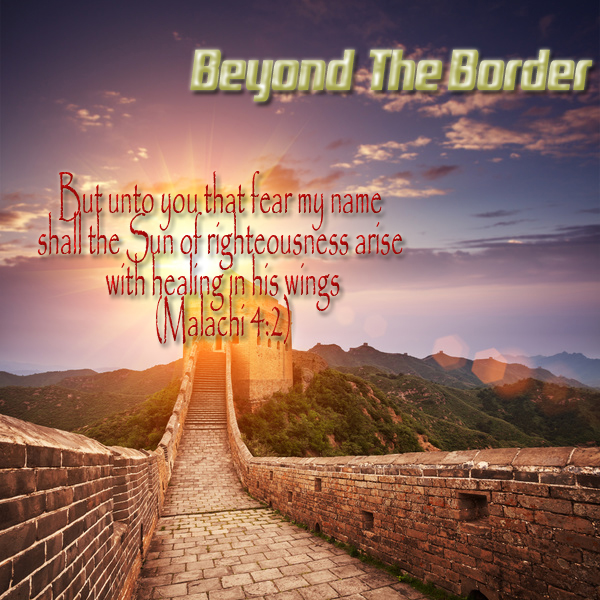 Beyond The Border
But unto you that fear my name
shall the Sun of righteousness arise
with healing in his wings
(Malachi 4:2)